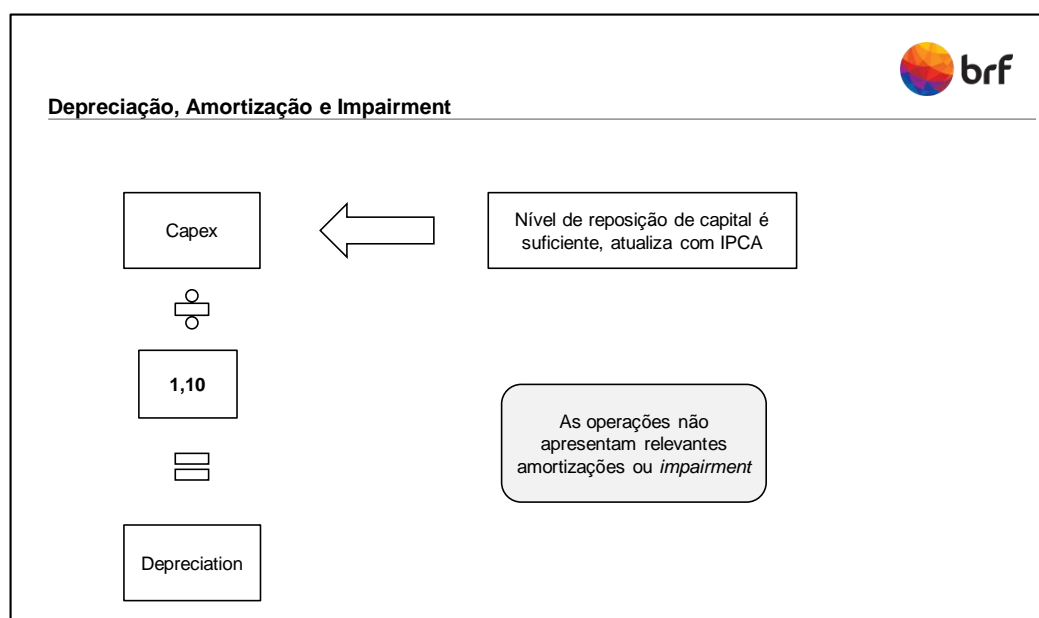 brf
Depreciação, Amortização e Impairment
Capex
Nível de reposição de capital é
suficiente, atualiza com IPCA
1,10
As operações não
apresentam relevantes
amortizações ou impairment
Depreciation